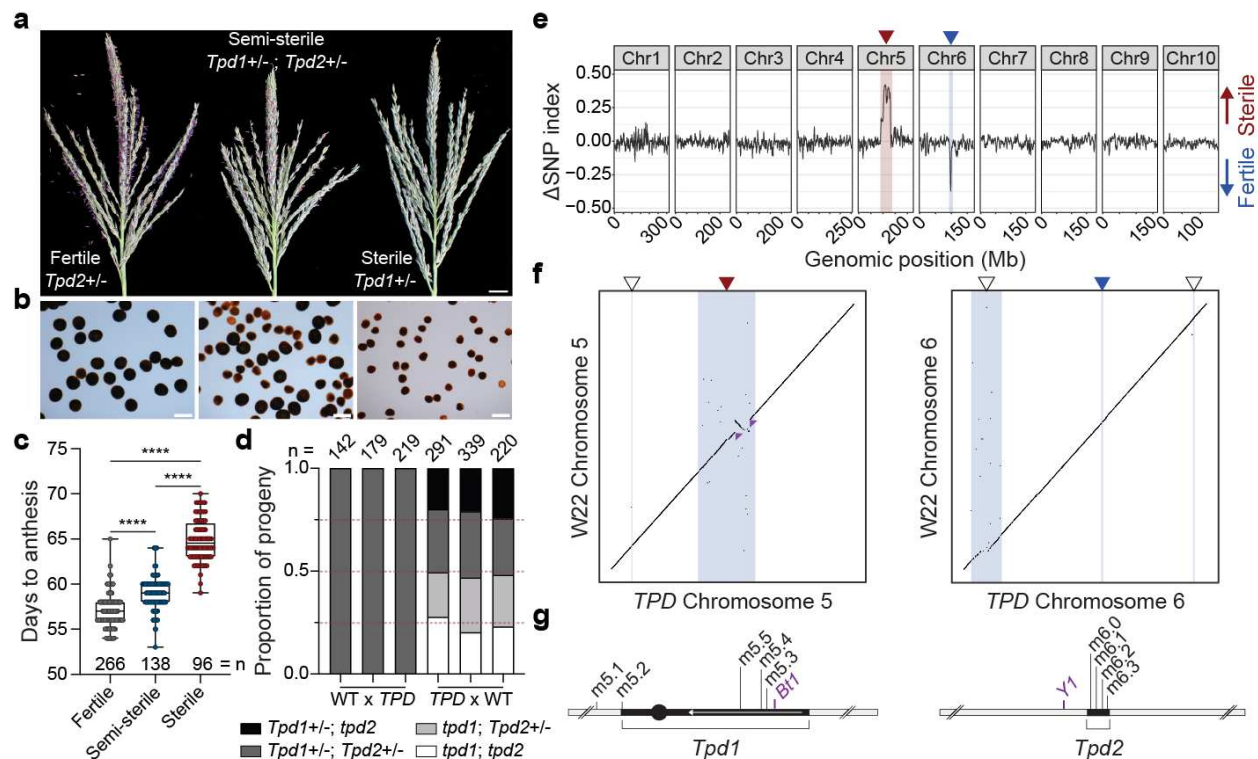 a
Semi-sterile
Tpd1+/- ; Tpd2+/-
Fertile
Tpd2+/-
Sterile
Tpd1+/-
b
c
Days to anthesis
75
70
65
60
55
50
****
****
****
266
138
96 = n
Fertile
Semi-sterile
Sterile
d
n =
142
179
219
291
339
220
Proportion of progeny
1.0
0.5
0.0
WT x TPD
TPD x WT
Tpd1+/-; tpd2
tpd1; Tpd2+/-
Tpd1+/-; Tpd2+/-
tpd1; tpd2
e
Chr1
Chr2
Chr3
Chr4
Chr5
Chr6
Chr7
Chr8
Chr9
Chr10
ΔSNP index
0.50
0.25
0.00
−0.25
−0.50
Sterile
Fertile
0
300
0
200
0
200
0
200
0
200
0
150
0
150
0
150
0
150
0
100
Genomic position (Mb)
f
W22 Chromosome 5
TPD Chromosome 5
W22 Chromosome 6
TPD Chromosome 6
g
m5.1
m5.2
m5.5
m5.4
m5.3
Bt1
Tpd1
Y1
m6.0
m6.1
m6.2
m6.3
Tpd2